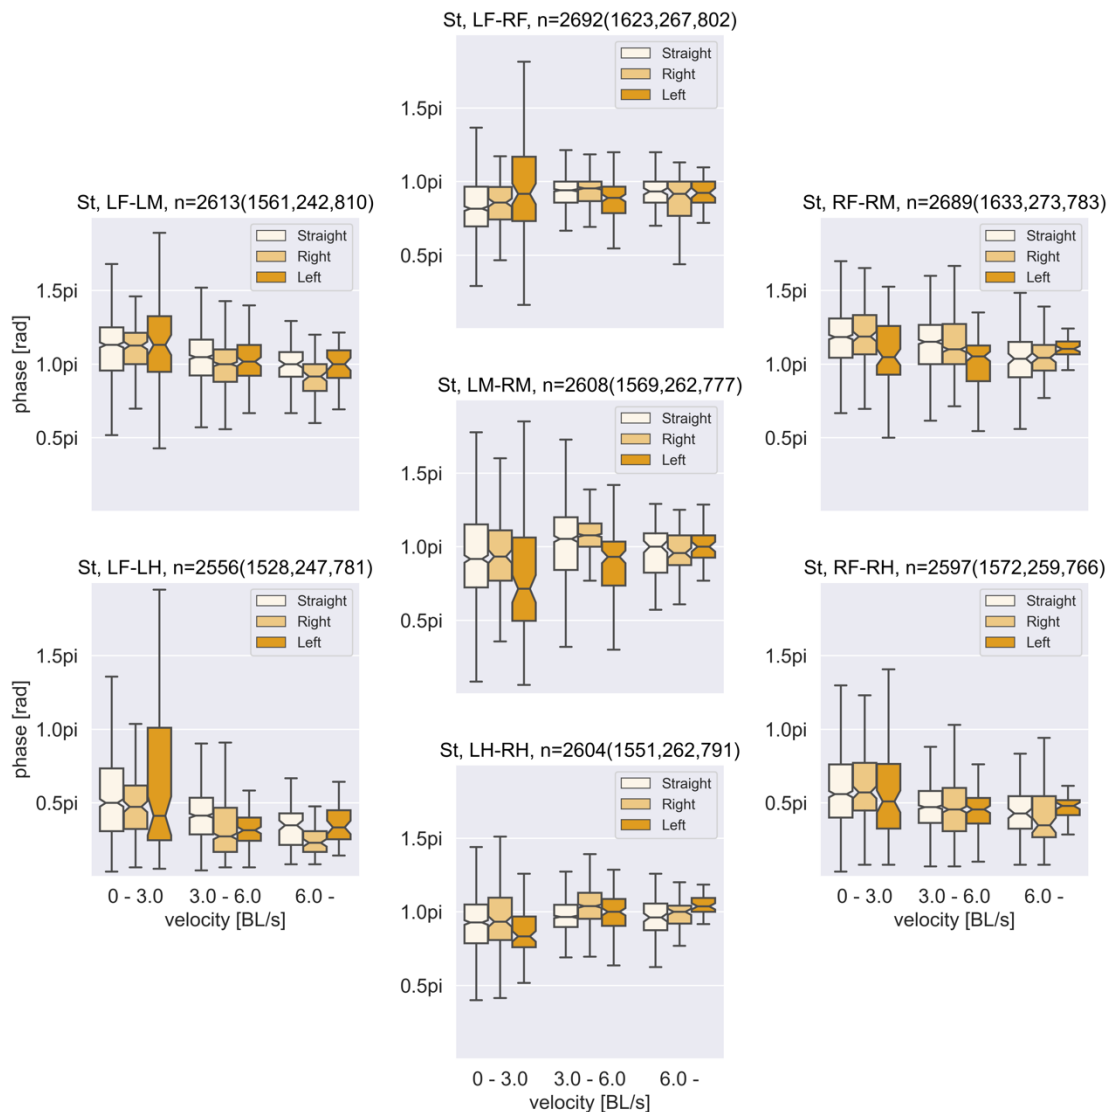 St, LF-RF, n=2692(1623,267,802)
Straight
Right
Left
1.5pi
1.0pi
0.5pi
St, LF-LM, n=2613(1561,242,810)
Straight
Right
Left
1.5pi
1.0pi
0.5pi
phase [rad]
St, RF-RM, n=2689(1633,273,783)
Straight
Right
Left
1.5pi
1.0pi
0.5pi
St, LM-RM, n=2608(1569,262,777)
Straight
Right
Left
1.5pi
1.0pi
0.5pi
St, LF-LH, n=2556(1528,247,781)
Straight
Right
Left
1.5pi
1.0pi
0.5pi
phase [rad]
0 - 3.0 3.0 - 6.0 6.0 -
velocity [BL/s]
St, RF-RH, n=2597(1572,259,766)
Straight
Right
Left
1.5pi
1.0pi
0.5pi
0 - 3.0 3.0 - 6.0 6.0 -
velocity [BL/s]
St, LH-RH, n=2604(1551,262,791)
Straight
Right
Left
1.5pi
1.0pi
0.5pi
0 - 3.0 3.0 - 6.0 6.0 -
velocity [BL/s]